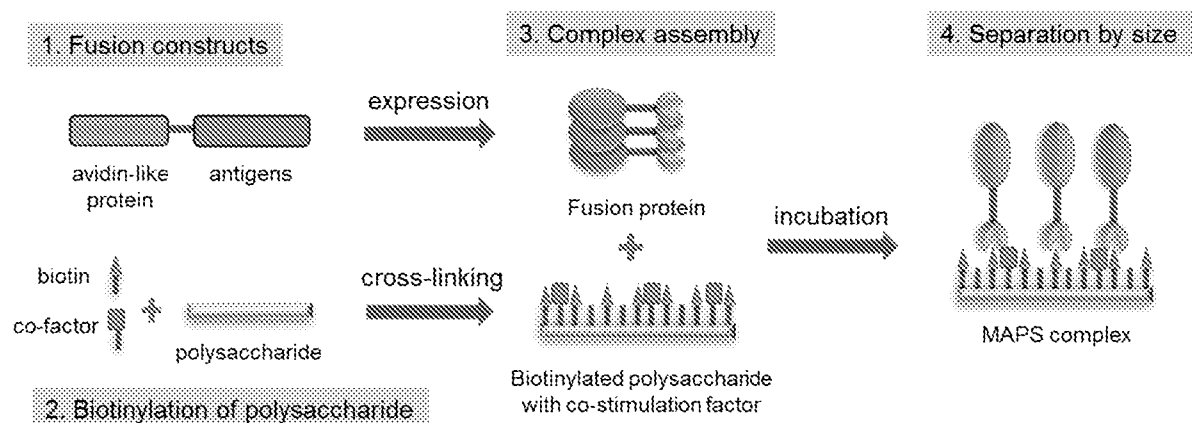 1. Fusion constructs
avidin-like
protein
antigens
expression
biotin
co-factor
polysaccharide
cross-linking
2. Biotinylation of polysaccharide
3. Complex assembly
Fusion protein
+
Biotinylated polysaccharide
with co-stimulation factor
incubation
4. Separation by size
MAPS complex